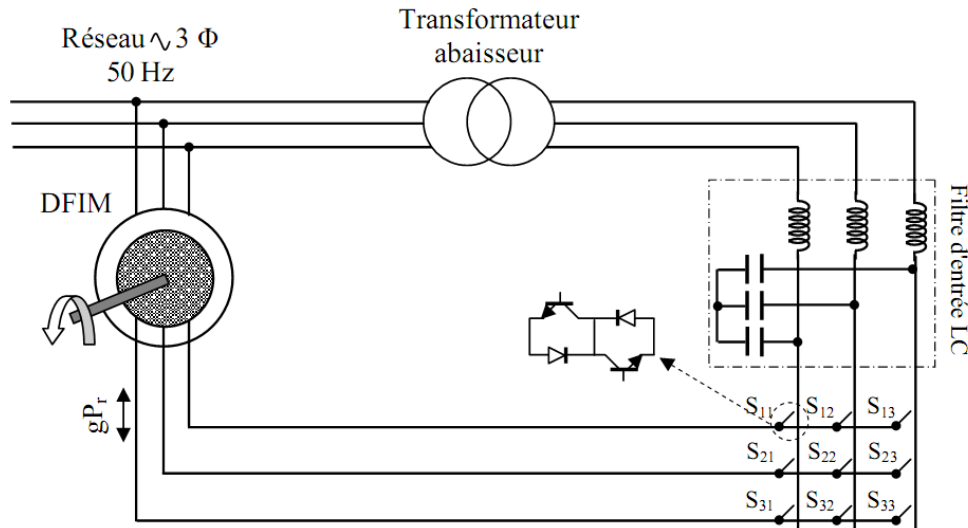 Transformateur
abaisseur
Réseau ∿ 3 Φ
50 Hz
DFIM
Filtre d'entrée LC
gPr
S11 S12 S13
S21 S22 S23
S31 S32 S33